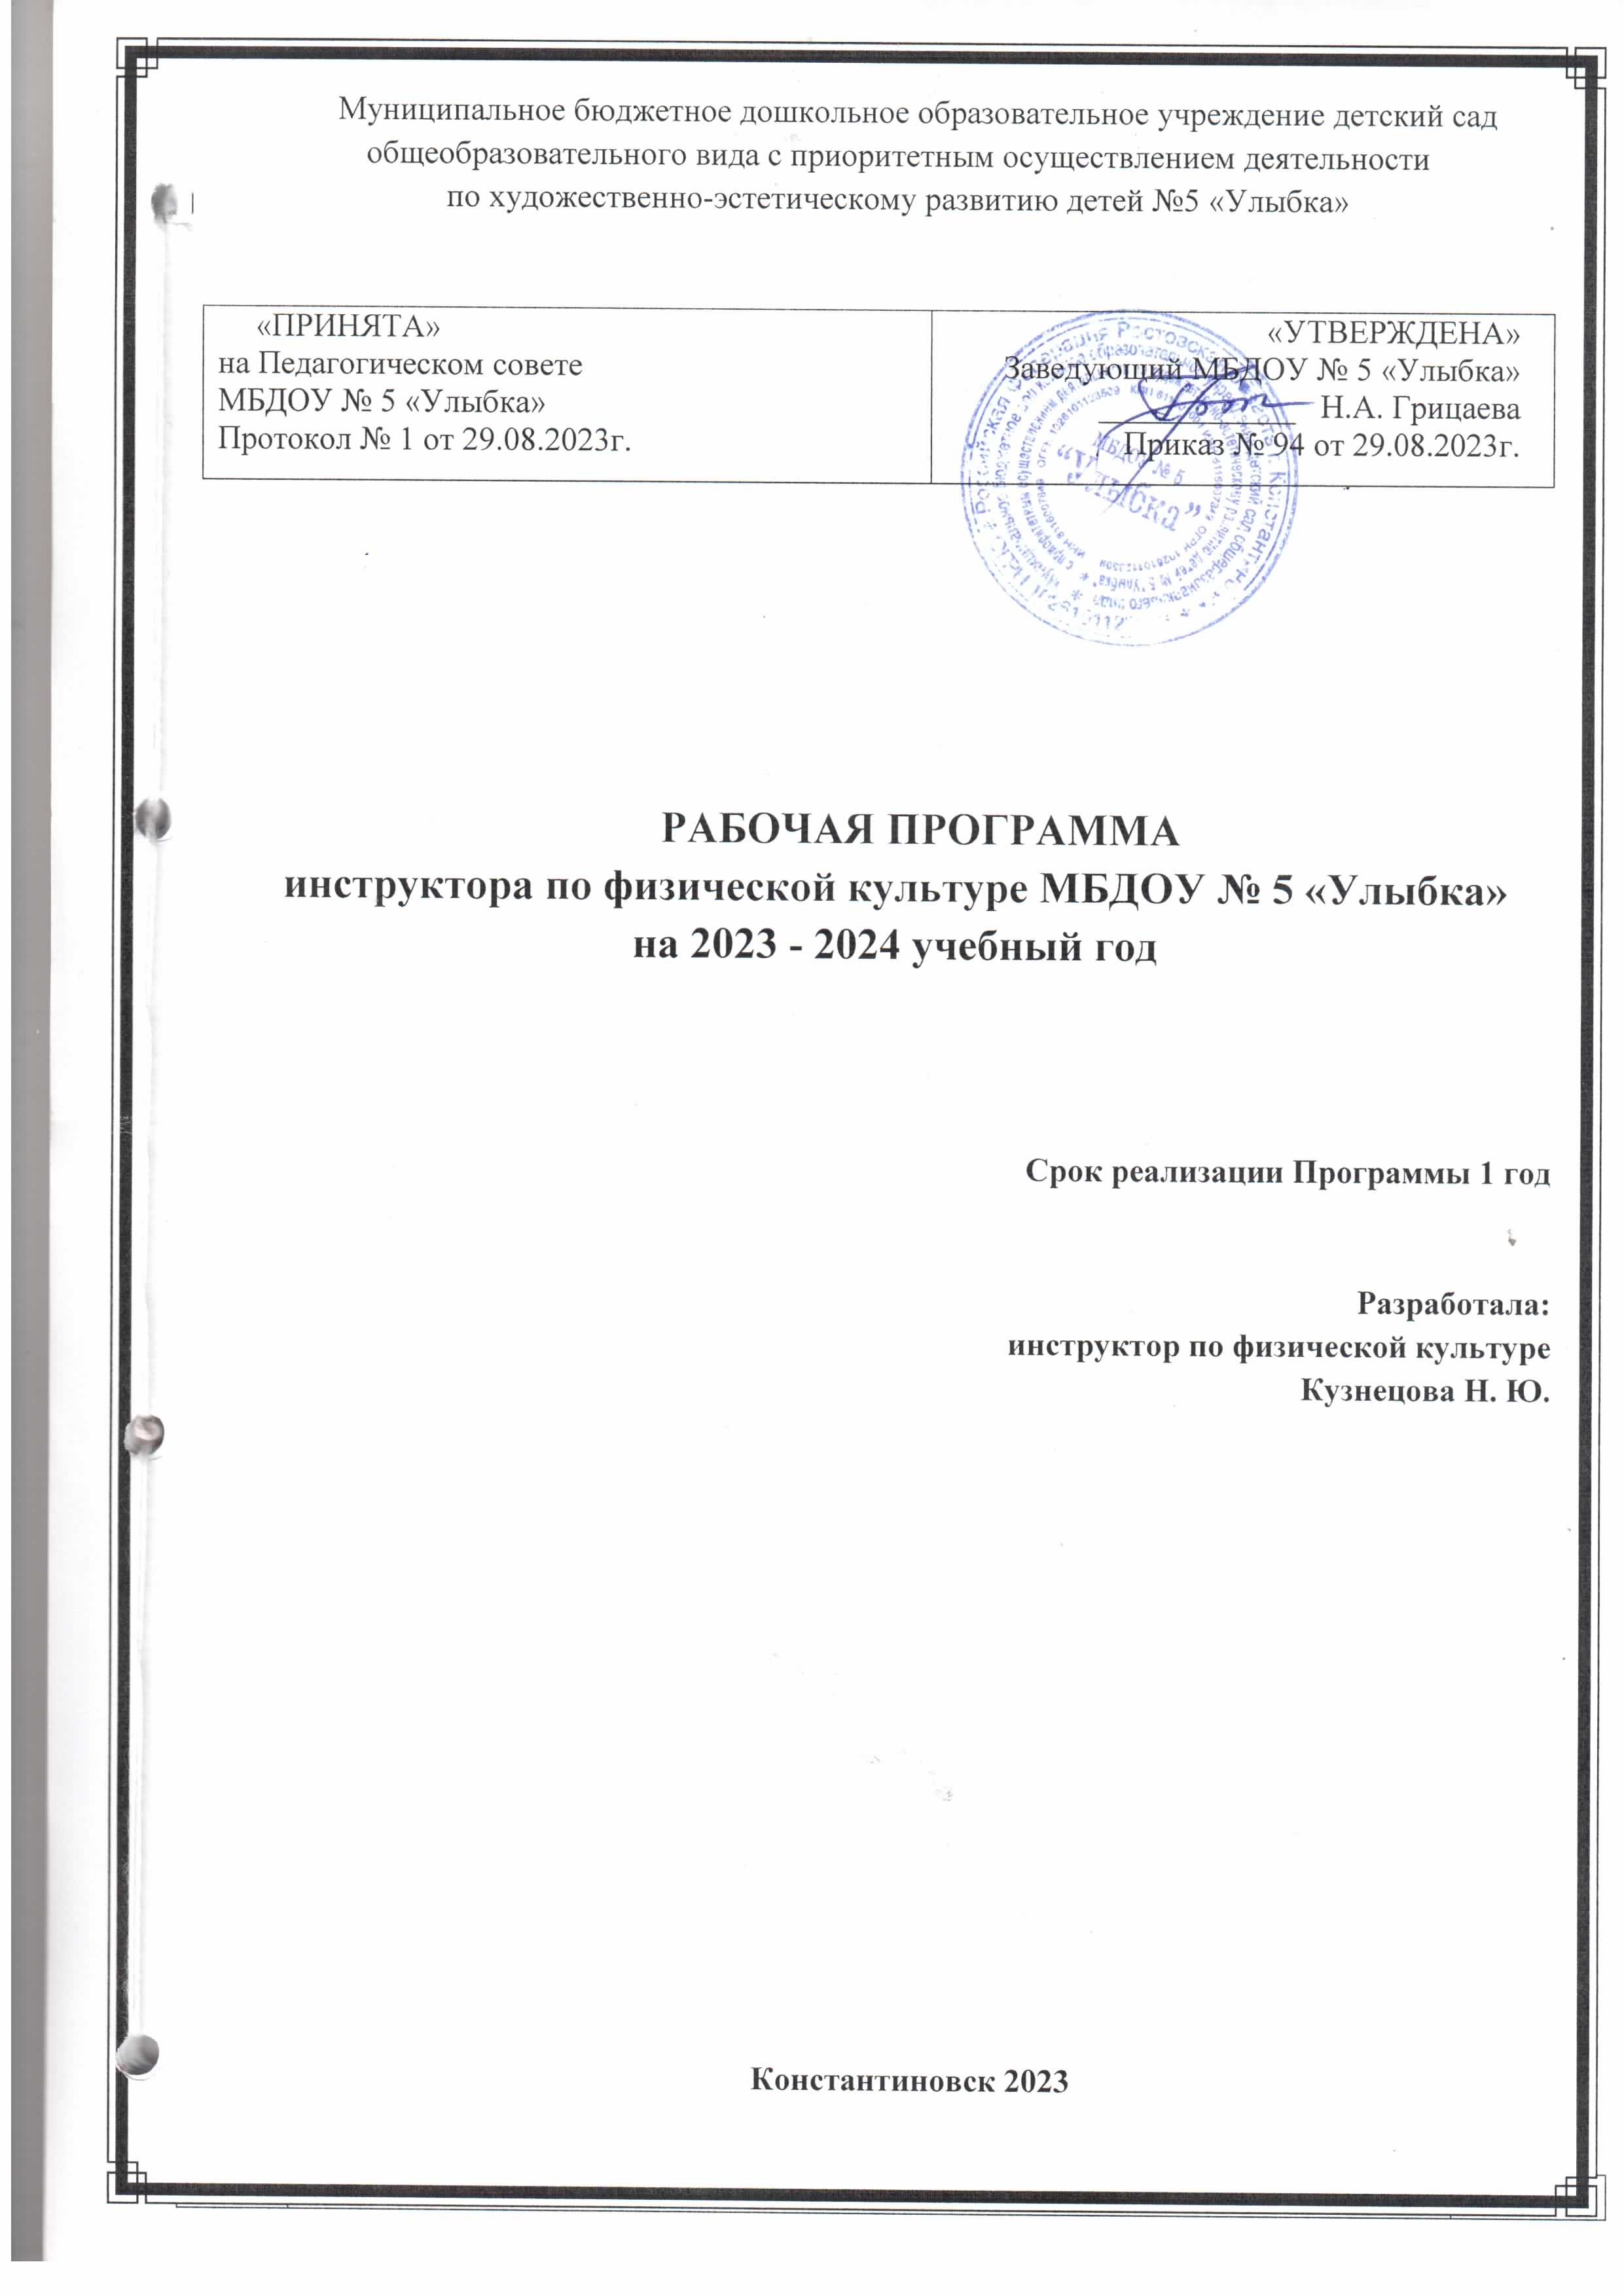 Муниципальное бюджетное дошкольное образовательное учреждение детский сад
общеобразовательного вида с приоритетным осуществлением деятельности
по художественно-эстетическому развитию детей №5 «Улыбка»
«ПРИНЯТА»
на Педагогическом совете
МБДОУ № 5 «Улыбка»
Протокол № 1 от 29.08.2023г.
«УТВЕРЖДЕНА»
Заведующий МБДОУ № 5 «Улыбка»
Н.А. Грицаева
Приказ № 94 от 29.08.2023г.
МБДОУ № 5
“Улыбка”
РАБОЧАЯ ПРОГРАММА
инструктора по физической культуре МБДОУ № 5 «Улыбка»
на 2023 - 2024 учебный год
Срок реализации Программы 1 год
Разработала:
инструктор по физической культуре
Кузнецова Н. Ю.
Константиновск 2023